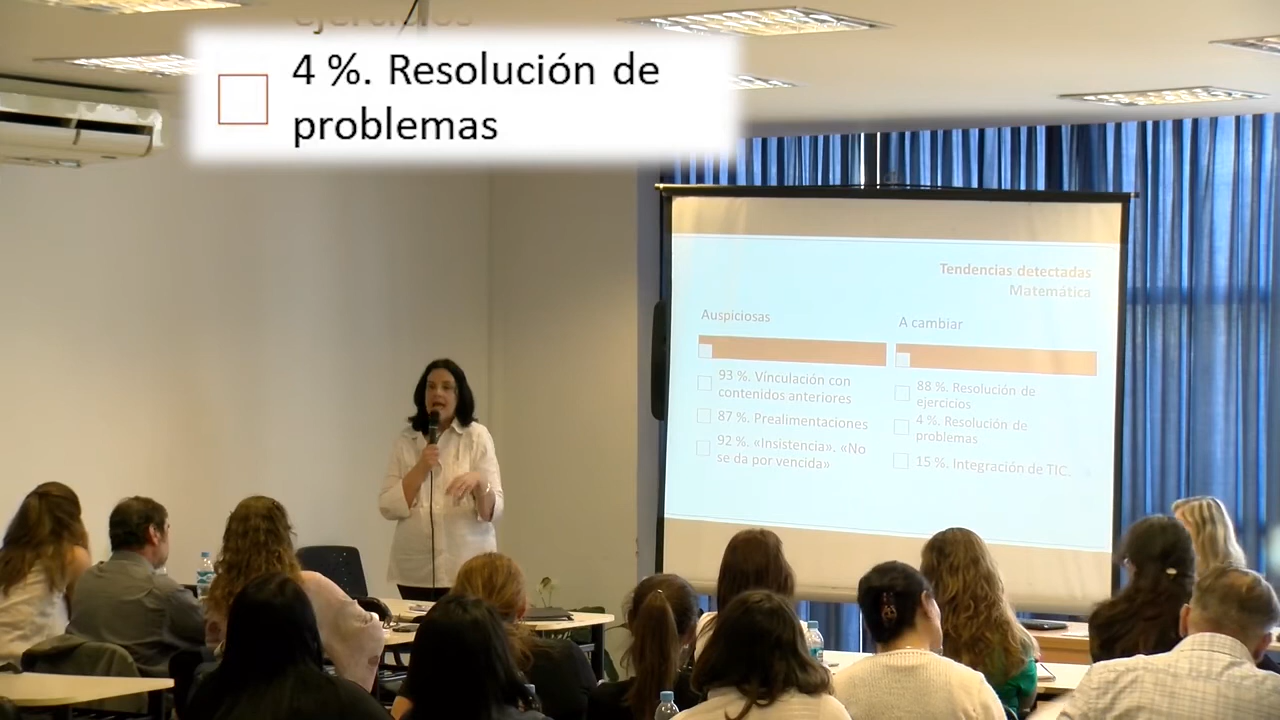 ejercicios
4 %. Resolución de
problemas
Tendencias detectadas
Matemática
Auspiciosas
93 %. Vinculación con
contenidos anteriores
87 %. Prealimentaciones
92 %. «Insistencia». «No
se da por vencida»
A cambiar
88 %. Resolución de
ejercicios
4 %. Resolución de
problemas
15 %. Integración de TIC.